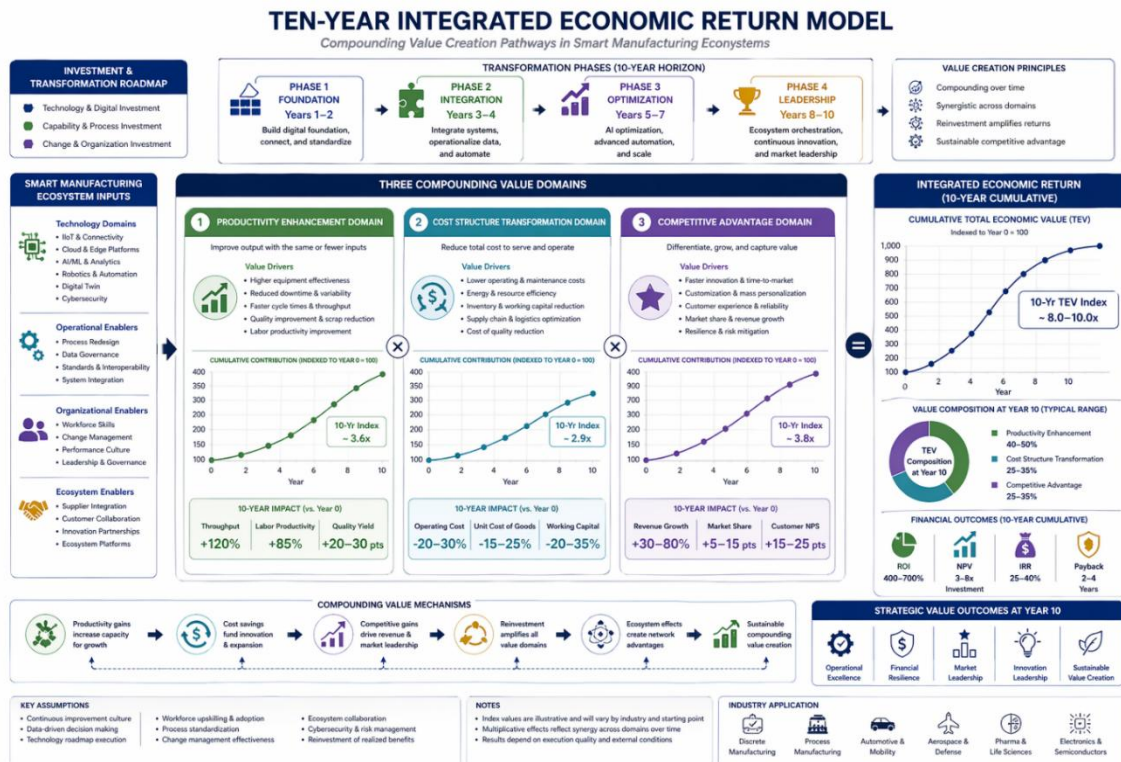 TEN-YEAR INTEGRATED ECONOMIC RETURN MODEL
Compounding Value Creation Pathways in Smart Manufacturing Ecosystems
INVESTMENT &
TRANSFORMATION ROADMAP
Technology & Digital Investment
Capability & Process Investment
Change & Organization Investment
TRANSFORMATION PHASES (10-YEAR HORIZON)
PHASE 1
FOUNDATION
Years 1–2
Build digital foundation,
connect, and standardize
PHASE 2
INTEGRATION
Years 3–4
Integrate systems,
operationalize data,
and automate
PHASE 3
OPTIMIZATION
Years 5–7
AI optimization,
advanced automation,
and scale
PHASE 4
LEADERSHIP
Years 8–10
Ecosystem orchestration,
continuous innovation,
and market leadership
VALUE CREATION PRINCIPLES
Compounding over time
Synergistic across domains
Reinvestment amplifies returns
Sustainable competitive advantage
SMART MANUFACTURING
ECOSYSTEM INPUTS
Technology Domains
• IIoT & Connectivity
• Cloud & Edge Platforms
• AI/ML & Analytics
• Robotics & Automation
• Digital Twin
• Cybersecurity
Operational Enablers
• Process Redesign
• Data Governance
• Standards & Interoperability
• System Integration
Organizational Enablers
• Workforce Skills
• Change Management
• Performance Culture
• Leadership & Governance
Ecosystem Enablers
• Supplier Integration
• Customer Collaboration
• Innovation Partnerships
• Ecosystem Platforms
THREE COMPOUNDING VALUE DOMAINS
1 PRODUCTIVITY ENHANCEMENT DOMAIN
Improve output with the same or fewer inputs
Value Drivers
• Higher equipment effectiveness
• Reduced downtime & variability
• Faster cycle times & throughput
• Quality improvement & scrap reduction
• Labor productivity improvement
CUMULATIVE CONTRIBUTION (INDEXED TO YEAR 0 = 100)
400
350
300
200
150
100
0 2 4 6 8 10
Year
10-Yr Index
~ 3.6x
10-YEAR IMPACT (vs. Year 0)
Throughput
+120%
Labor Productivity
+85%
Quality Yield
+20–30 pts
×
2 COST STRUCTURE TRANSFORMATION DOMAIN
Reduce total cost to serve and operate
Value Drivers
• Lower operating & maintenance costs
• Energy & resource efficiency
• Inventory & working capital reduction
• Supply chain & logistics optimization
• Cost of quality reduction
CUMULATIVE CONTRIBUTION (INDEXED TO YEAR 0 = 100)
400
350
300
200
150
100
0 2 4 6 8 10
Year
10-Yr Index
~ 2.9x
10-YEAR IMPACT (vs. Year 0)
Operating Cost
-20–30%
Unit Cost of Goods
-15–25%
Working Capital
-20–35%
×
3 COMPETITIVE ADVANTAGE DOMAIN
Differentiate, grow, and capture value
Value Drivers
• Faster innovation & time-to-market
• Customization & mass personalization
• Customer experience & reliability
• Market share & revenue growth
• Resilience & risk mitigation
CUMULATIVE CONTRIBUTION (INDEXED TO YEAR 0 = 100)
400
900
300
700
200
150
100
0 2 4 6 8 10
Year
10-Yr Index
~ 3.8x
10-YEAR IMPACT (vs. Year 0)
Revenue Growth
+30–80%
Market Share
+5–15 pts
Customer NPS
+15–25 pts
=
INTEGRATED ECONOMIC RETURN
(10-YEAR CUMULATIVE)
CUMULATIVE TOTAL ECONOMIC VALUE (TEV)
Indexed to Year 0 = 100
1,000
900
800
700
600
500
400
300
200
100
0 2 4 6 8 10
Year
10-Yr TEV Index
~ 8.0–10.0x
VALUE COMPOSITION AT YEAR 10 (TYPICAL RANGE)
TEV
Composition
at Year 10
Productivity Enhancement
40–50%
Cost Structure Transformation
25–35%
Competitive Advantage
25–35%
FINANCIAL OUTCOMES (10-YEAR CUMULATIVE)
ROI
400–700%
NPV
3–8x
Investment
IRR
25–40%
Payback
2–4
Years
COMPOUNDING VALUE MECHANISMS
Productivity gains
increase capacity
for growth
Cost savings
fund innovation
& expansion
Competitive gains
drive revenue &
market leadership
Reinvestment
amplifies all
value domains
Ecosystem effects
create network
advantages
Sustainable
compounding
value creation
STRATEGIC VALUE OUTCOMES AT YEAR 10
Operational
Excellence
Financial
Resilience
Market
Leadership
Innovation
Leadership
Sustainable
Value Creation
KEY ASSUMPTIONS
• Continuous improvement culture
• Data-driven decision making
• Technology roadmap execution
• Workforce upskilling & adoption
• Process standardization
• Change management effectiveness
• Ecosystem collaboration
• Cybersecurity & risk management
• Reinvestment of realized benefits
NOTES
• Index values are illustrative and will vary by industry and starting point
• Multiplicative effects reflect synergy across domains over time
• Results depend on execution quality and external conditions
INDUSTRY APPLICATION
Discrete
Manufacturing
Process
Manufacturing
Automotive &
Mobility
Aerospace &
Defense
Pharma &
Life Sciences
Electronics &
Semiconductors